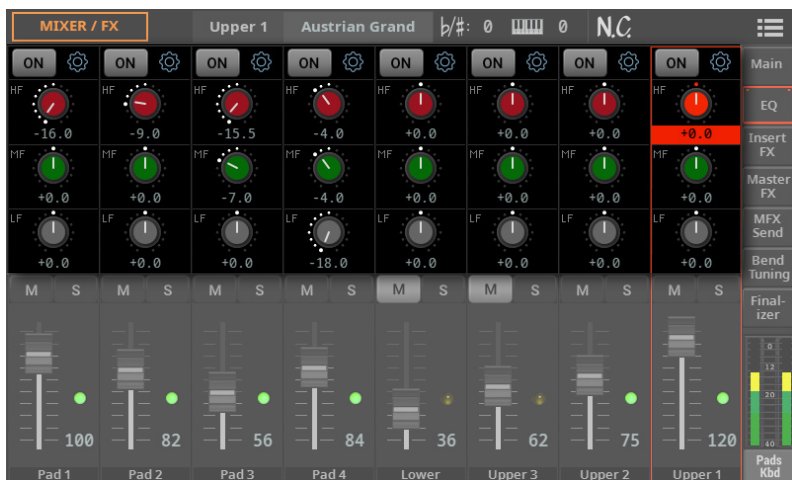 MIXER / FX Upper 1 Austrian Grand ♭/#: 0 0 N.C.
ON ON ON ON ON ON ON ON Main
HF HF HF HF HF HF HF HF EQ
-16.0 -9.0 -15.5 -4.0 +0.0 +0.0 +0.0 +0.0
Insert
FX
MF MF MF MF MF MF MF MF
+0.0 +0.0 -7.0 -4.0 +0.0 +0.0 +0.0 +0.0
Master
FX
LF LF LF LF LF LF LF LF
MFX
Send
+0.0 +0.0 +0.0 -18.0 +0.0 +0.0 +0.0 +0.0
Bend
Tuning
M S M S M S M S M S M S M S M S
Final-
izer
0
12
20
40
100 82 56 84 36 62 75 120
Pad 1 Pad 2 Pad 3 Pad 4 Lower Upper 3 Upper 2 Upper 1
Pads
Kbd